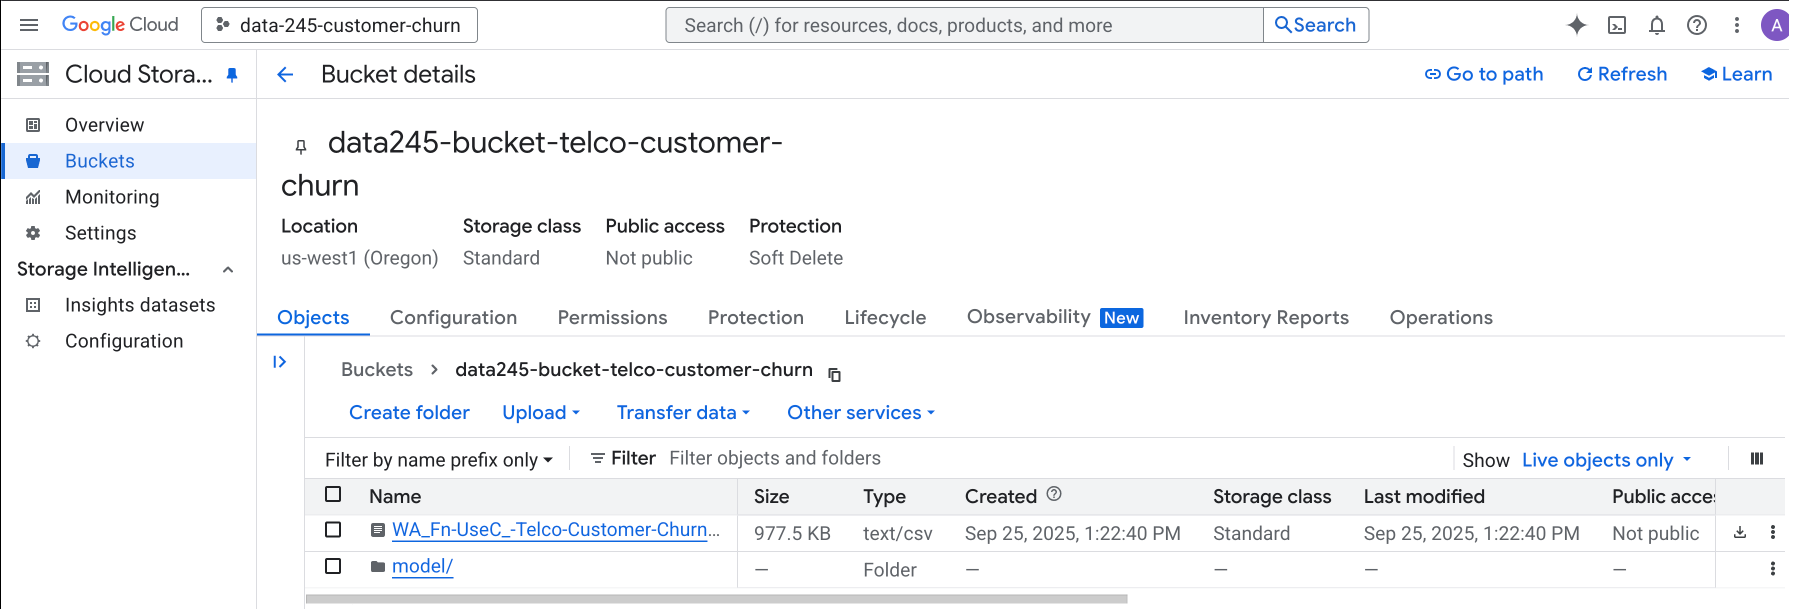 Google Cloud data-245-customer-churn Search (/) for resources, docs, products, and more Search A
Cloud Stora... Bucket details Go to path Refresh Learn
Overview
Buckets
Monitoring
Settings
Storage Intelligen...
Insights datasets
Configuration
data245-bucket-telco-customer-
churn
Location Storage class Public access Protection
us-west1 (Oregon) Standard Not public Soft Delete
Objects Configuration Permissions Protection Lifecycle Observability New Inventory Reports Operations
Buckets > data245-bucket-telco-customer-churn
Create folder Upload Transfer data Other services
Filter by name prefix only Filter Filter objects and folders Show Live objects only
Name Size Type Created Storage class Last modified Public acces
WA_Fn-UseC_-Telco-Customer-Churn... 977.5 KB text/csv Sep 25, 2025, 1:22:40 PM Standard Sep 25, 2025, 1:22:40 PM Not public
model/ — Folder — — — —